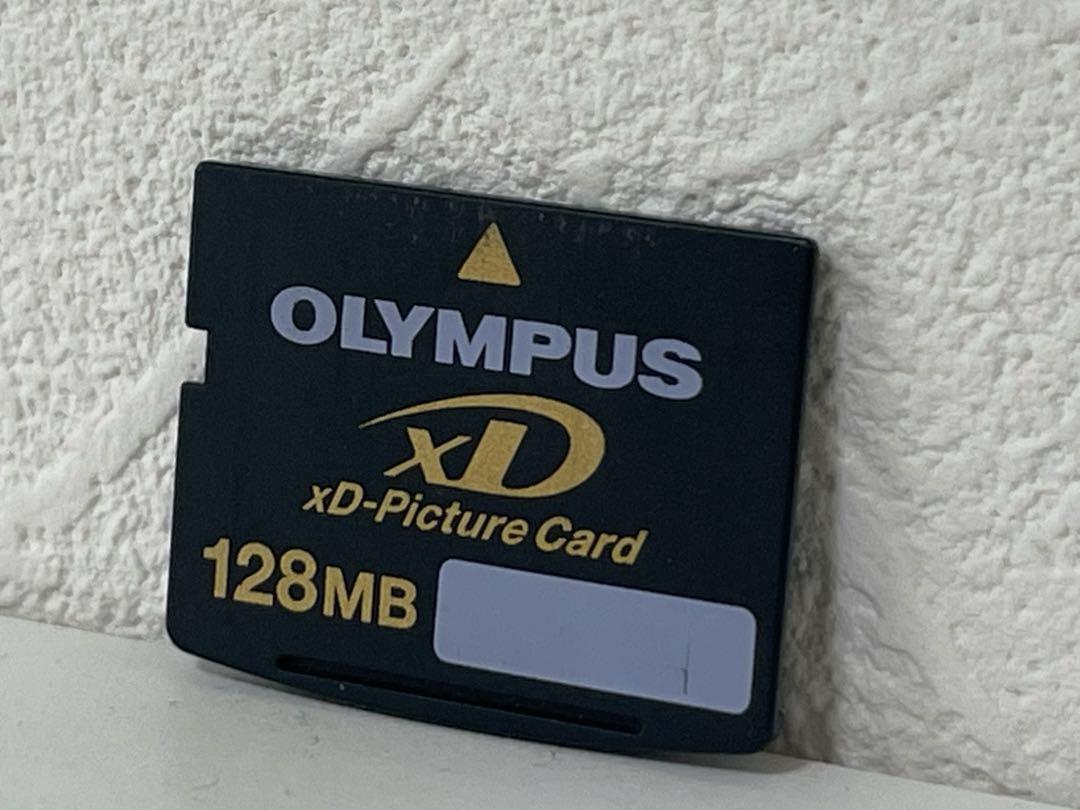 OLYMPUS
xD
xD-Picture Card
128MB